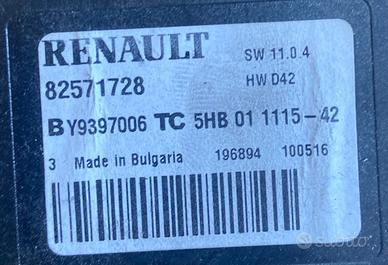 RENAULT SW 11.0.4
82571728 HW D42
BY9397006 TC 5HB 01 1115-42
3 Made in Bulgaria 196894 100516
subito